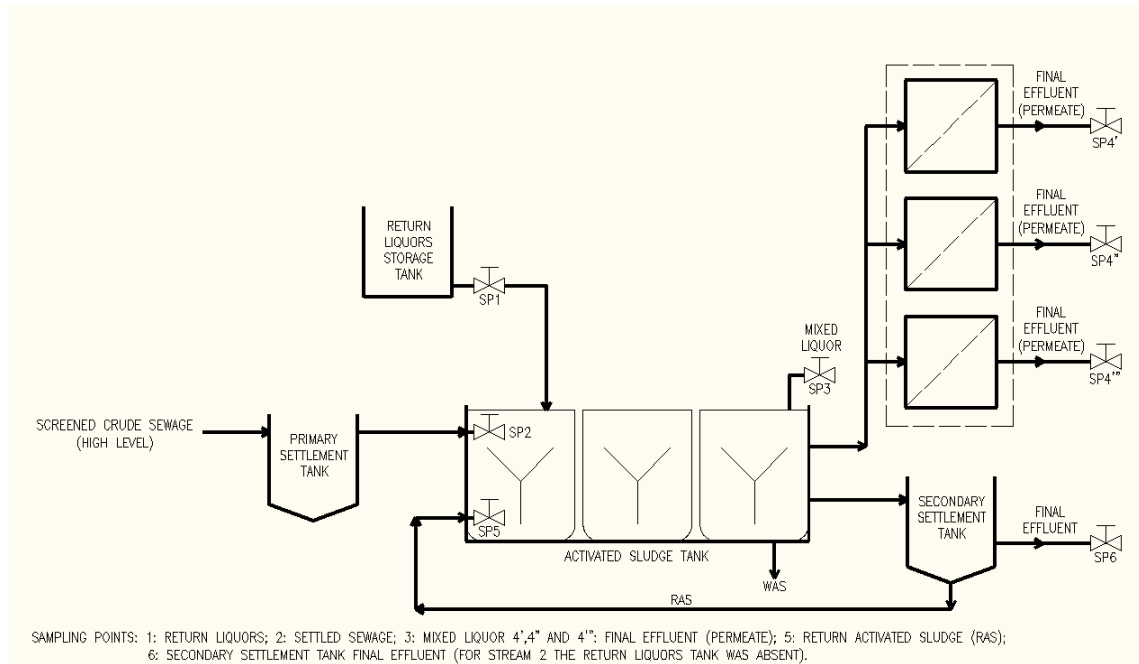 FINAL
EFFLUENT
(PERMEATE)
SP4'
FINAL
EFFLUENT
(PERMEATE)
SP4"
FINAL
EFFLUENT
(PERMEATE)
SP4'"
RETURN
LIQUORS
STORAGE
TANK
SP1
MIXED
LIQUOR
SP3
SCREENED CRUDE SEWAGE
(HIGH LEVEL)
PRIMARY
SETTLEMENT
TANK
SP2
SP5
ACTIVATED SLUDGE TANK
WAS
RAS
SECONDARY
SETTLEMENT
TANK
FINAL
EFFLUENT
SP6
SAMPLING POINTS: 1: RETURN LIQUORS; 2: SETTLED SEWAGE; 3: MIXED LIQUOR 4',4" AND 4'": FINAL EFFLUENT (PERMEATE); 5: RETURN ACTIVATED SLUDGE (RAS);
6: SECONDARY SETTLEMENT TANK FINAL EFFLUENT (FOR STREAM 2 THE RETURN LIQUORS TANK WAS ABSENT).